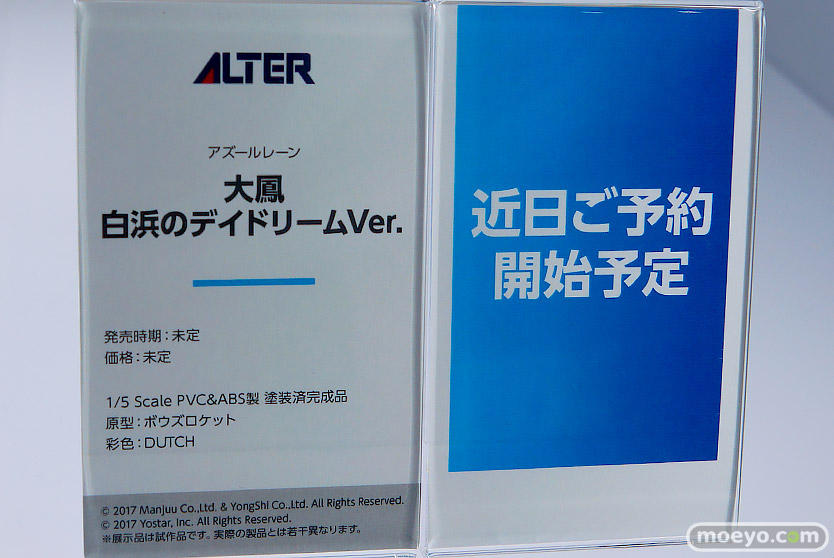 ALTER
アズールレーン
大鳳
白浜のデイドリームVer.
発売時期：未定
価格：未定
1/5 Scale PVC&ABS製 塗装済完成品
原型：ボウズロケット
彩色：DUTCH
© 2017 Manjuu Co.,Ltd. & YongShi Co.,Ltd. All Rights Reserved.
© 2017 Yostar, Inc. All Rights Reserved.
※展示品は試作品です。実際の製品とは若干異なります。
近日ご予約
開始予定
moeyo.com